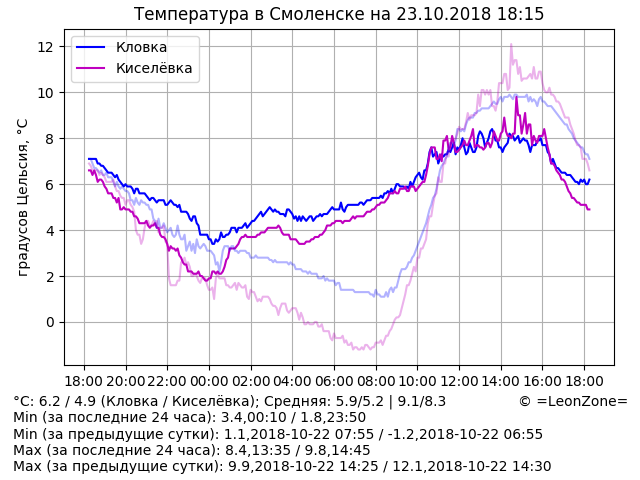 Температура в Смоленске на 23.10.2018 18:15
Кловка
Киселёвка
градусов Цельсия, °C
12
10
8
6
4
2
0
18:00 20:00 22:00 00:00 02:00 04:00 06:00 08:00 10:00 12:00 14:00 16:00 18:00
°C: 6.2 / 4.9 (Кловка / Киселёвка); Средняя: 5.9/5.2 | 9.1/8.3 © =LeonZone=
Min (за последние 24 часа): 3.4,00:10 / 1.8,23:50
Min (за предыдущие сутки): 1.1,2018-10-22 07:55 / -1.2,2018-10-22 06:55
Max (за последние 24 часа): 8.4,13:35 / 9.8,14:45
Max (за предыдущие сутки): 9.9,2018-10-22 14:25 / 12.1,2018-10-22 14:30